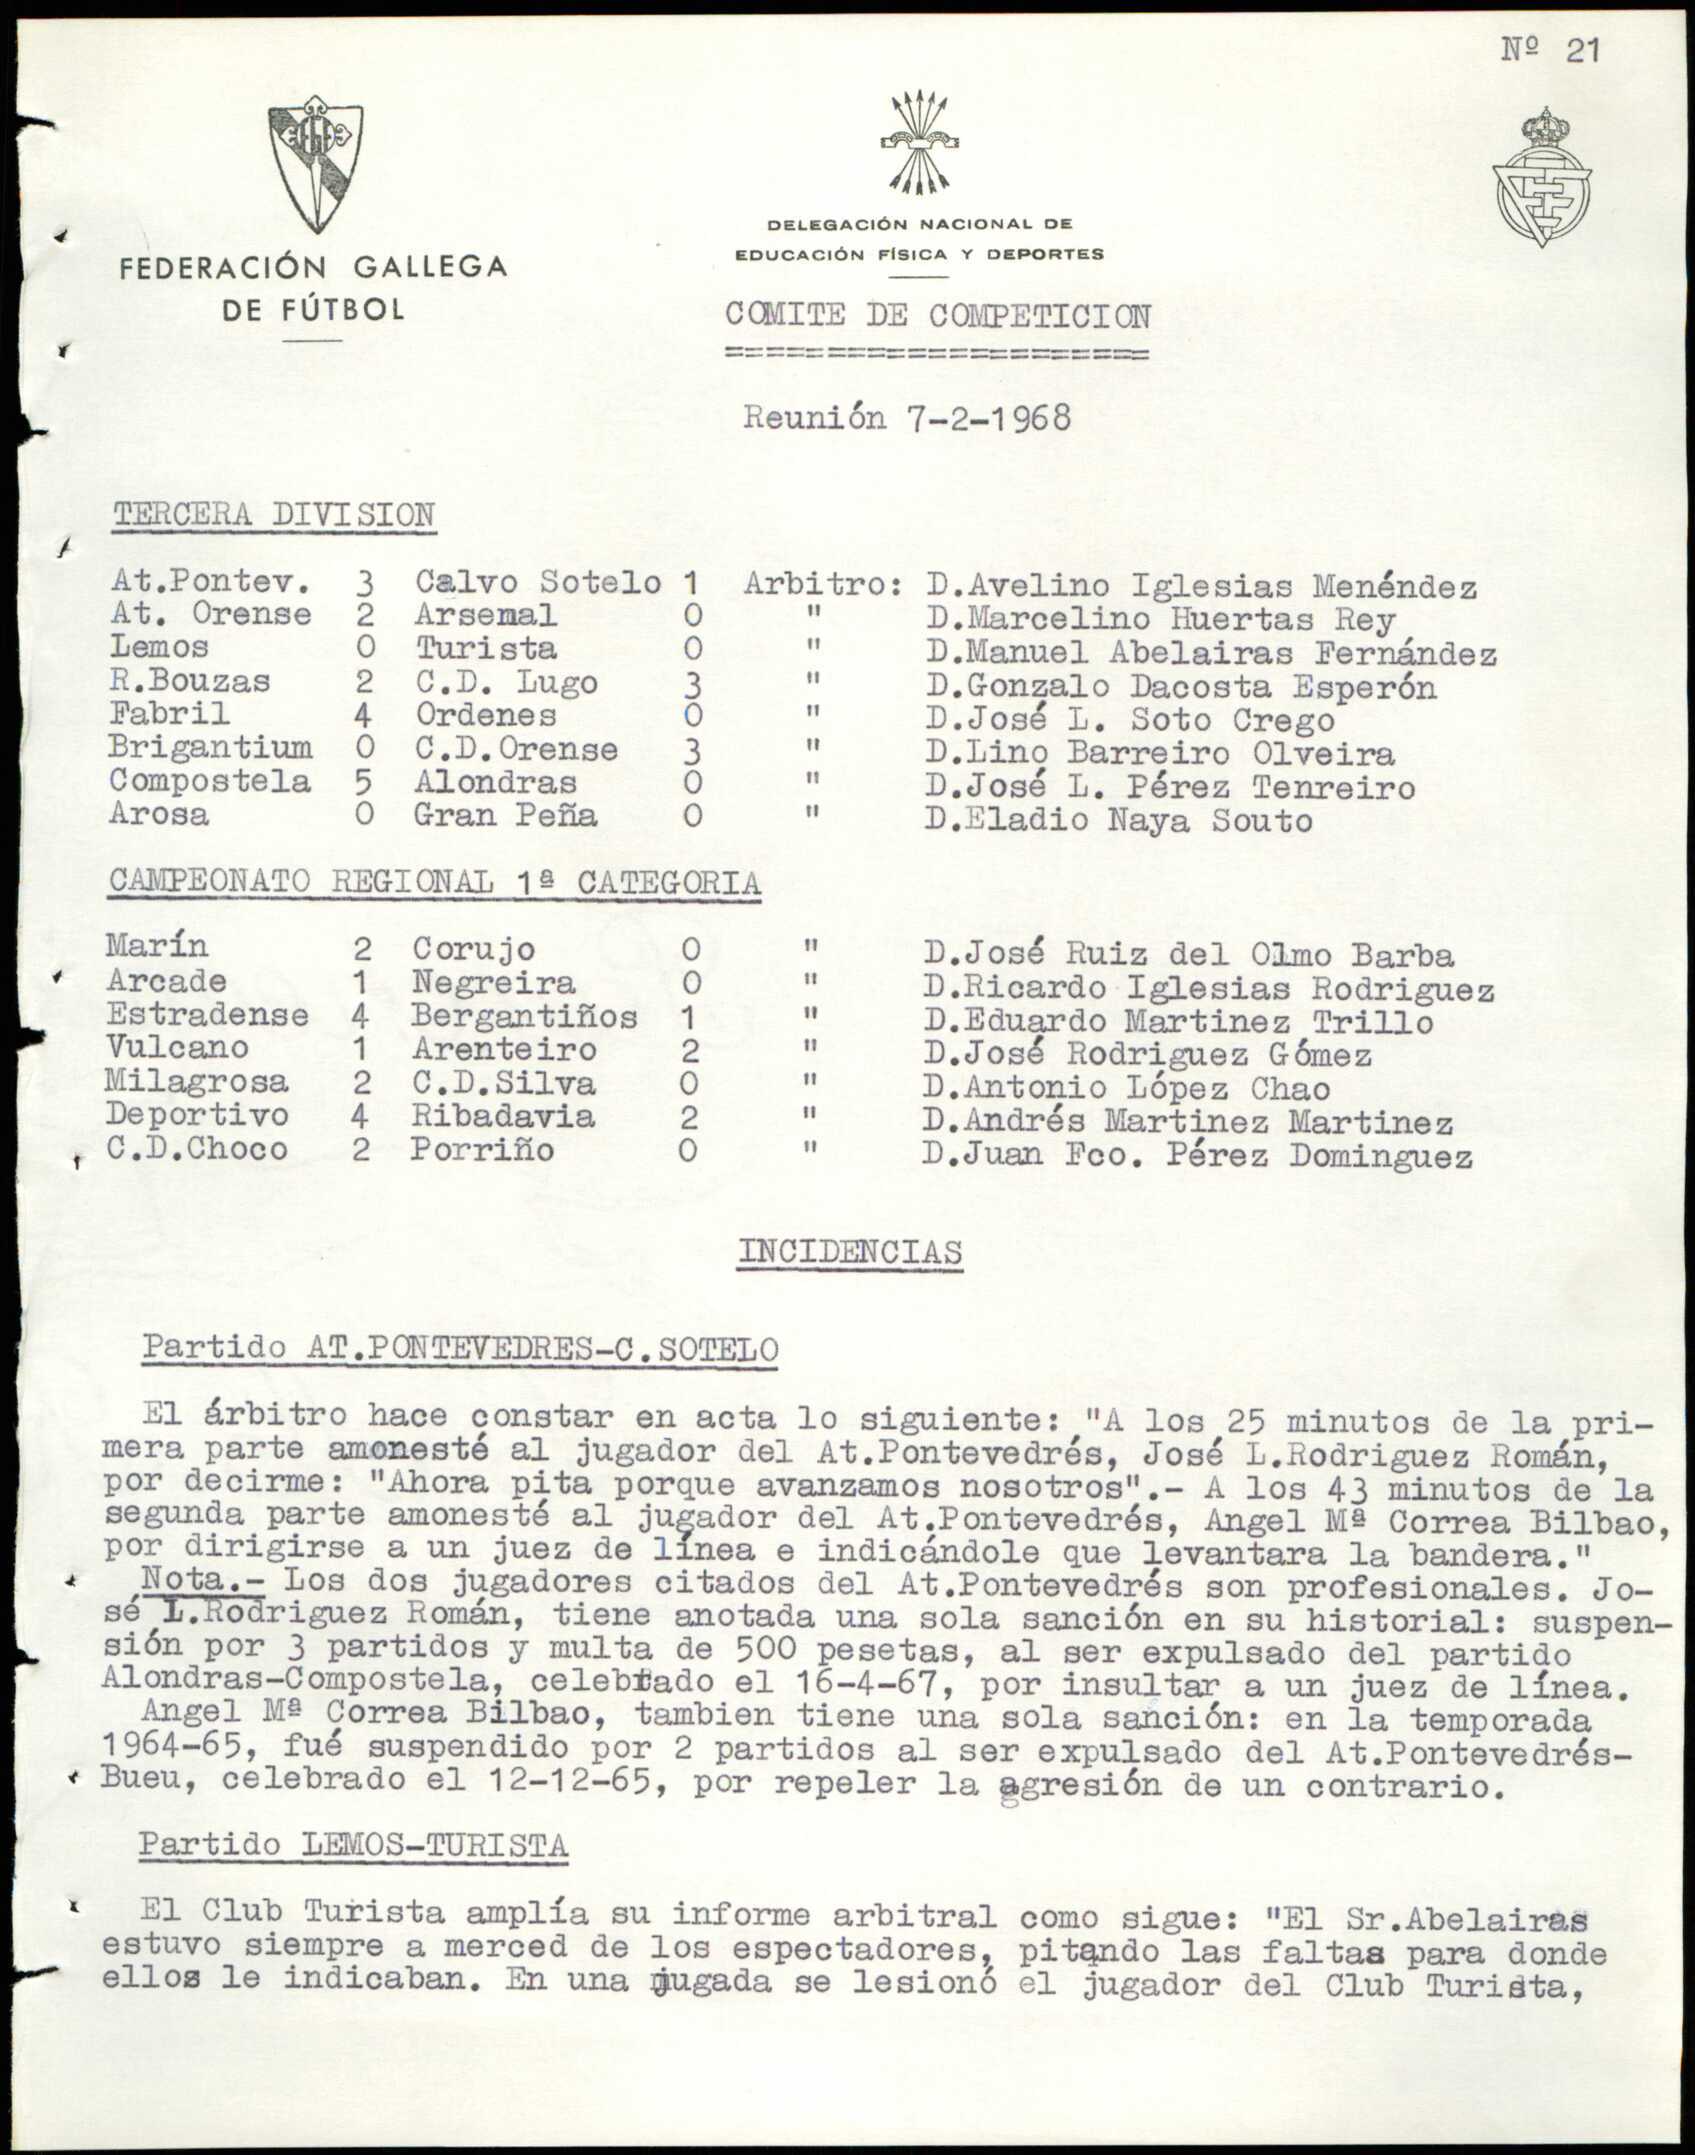 Nº 21
FEDERACIÓN GALLEGA
DE FÚTBOL
DELEGACIÓN NACIONAL DE
EDUCACIÓN FÍSICA Y DEPORTES
COMITE DE COMPETICION
=====================
Reunión 7-2-1968
TERCERA DIVISION
At.Pontev. 3 Calvo Sotelo 1 Arbitro: D.Avelino Iglesias Menéndez
At. Orense 2 Arsenal 0 " D.Marcelino Huertas Rey
Lemos 0 Turista 0 " D.Manuel Abelairas Fernández
R.Bouzas 2 C.D. Lugo 3 " D.Gonzalo Dacosta Esperón
Fabril 4 Ordenes 0 " D.José L. Soto Crego
Brigantium 0 C.D.Orense 3 " D.Lino Barreiro Olveira
Compostela 5 Alondras 0 " D.José L. Pérez Tenreiro
Arosa 0 Gran Peña 0 " D.Eladio Naya Souto
CAMPEONATO REGIONAL 1ª CATEGORIA
Marín 2 Corujo 0 " D.José Ruiz del Olmo Barba
Arcade 1 Negreira 0 " D.Ricardo Iglesias Rodriguez
Estradense 4 Bergantiños 1 " D.Eduardo Martinez Trillo
Vulcano 1 Arenteiro 2 " D.José Rodriguez Gómez
Milagrosa 2 C.D.Silva 0 " D.Antonio López Chao
Deportivo 4 Ribadavia 2 " D.Andrés Martinez Martinez
C.D.Choco 2 Porriño 0 " D.Juan Fco. Pérez Dominguez
INCIDENCIAS
Partido AT.PONTEVEDRES-C.SOTELO
El árbitro hace constar en acta lo siguiente: "A los 25 minutos de la pri-
mera parte amonesté al jugador del At.Pontevedrés, José L.Rodriguez Román,
por decirme: "Ahora pita porque avanzamos nosotros".- A los 43 minutos de la
segunda parte amonesté al jugador del At.Pontevedrés, Angel Mª Correa Bilbao,
por dirigirse a un juez de línea e indicándole que levantara la bandera."
Nota.- Los dos jugadores citados del At.Pontevedrés son profesionales. Jo-
sé L.Rodriguez Román, tiene anotada una sola sanción en su historial: suspen-
sión por 3 partidos y multa de 500 pesetas, al ser expulsado del partido
Alondras-Compostela, celebrado el 16-4-67, por insultar a un juez de línea.
Angel Mª Correa Bilbao, tambien tiene una sola sanción: en la temporada
1964-65, fué suspendido por 2 partidos al ser expulsado del At.Pontevedrés-
Bueu, celebrado el 12-12-65, por repeler la agresión de un contrario.
Partido LEMOS-TURISTA
El Club Turista amplía su informe arbitral como sigue: "El Sr.Abelairas
estuvo siempre a merced de los espectadores, pitando las faltas para donde
ellos le indicaban. En una jugada se lesionó el jugador del Club Turista,